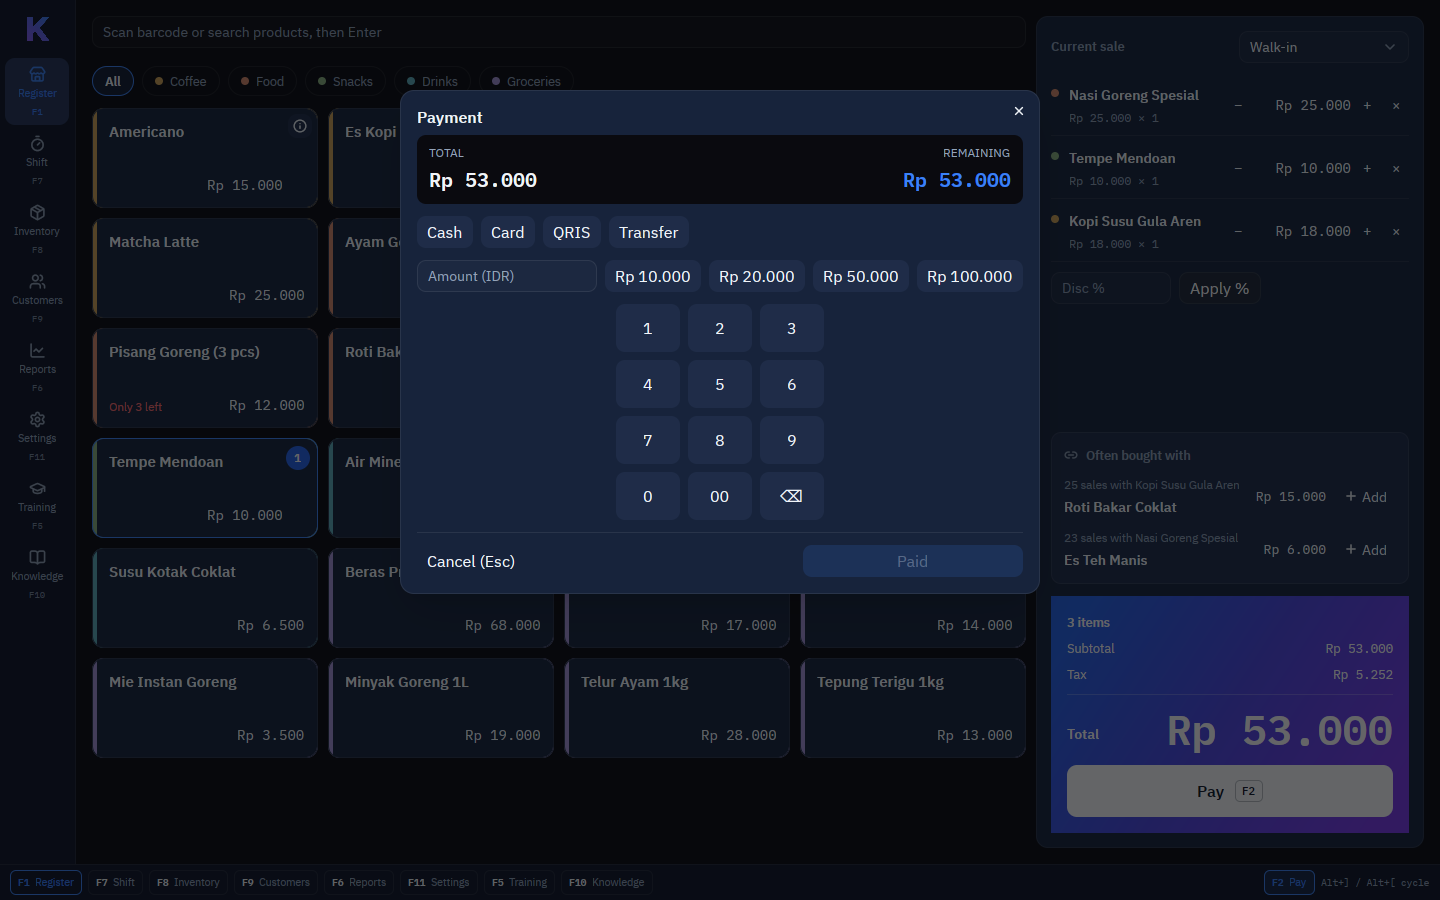 K
Register
F1
Shift
F7
Inventory
F8
Customers
F9
Reports
F6
Settings
F11
Training
F5
Knowledge
F10
Scan barcode or search products, then Enter
All
Coffee
Food
Snacks
Drinks
Groceries
Americano
Rp 15.000
Es Kopi
Matcha Latte
Rp 25.000
Pisang Goreng (3 pcs)
Only 3 left
Rp 12.000
Roti Bak
Tempe Mendoan
1
Rp 10.000
Air Mine
Susu Kotak Coklat
Rp 6.500
Rp 68.000
Rp 17.000
Rp 14.000
Mie Instan Goreng
Rp 3.500
Minyak Goreng 1L
Rp 19.000
Telur Ayam 1kg
Rp 28.000
Tepung Terigu 1kg
Rp 13.000
Payment
×
TOTAL
REMAINING
Rp 53.000
Rp 53.000
Cash
Card
QRIS
Transfer
Amount (IDR)
Rp 10.000
Rp 20.000
Rp 50.000
Rp 100.000
1 2 3
4 5 6
7 8 9
0 00 ⌫
Cancel (Esc)
Paid
Current sale
Walk-in
Nasi Goreng Spesial
Rp 25.000 × 1
− Rp 25.000 + ×
Tempe Mendoan
Rp 10.000 × 1
− Rp 10.000 + ×
Kopi Susu Gula Aren
Rp 18.000 × 1
− Rp 18.000 + ×
Disc %
Apply %
Often bought with
25 sales with Kopi Susu Gula Aren
Roti Bakar Coklat
Rp 15.000
+ Add
23 sales with Nasi Goreng Spesial
Es Teh Manis
Rp 6.000
+ Add
3 items
Subtotal
Rp 53.000
Tax
Rp 5.252
Total
Rp 53.000
Pay F2
F1 Register
F7 Shift
F8 Inventory
F9 Customers
F6 Reports
F11 Settings
F5 Training
F10 Knowledge
F2 Pay
Alt+] / Alt+[ cycle